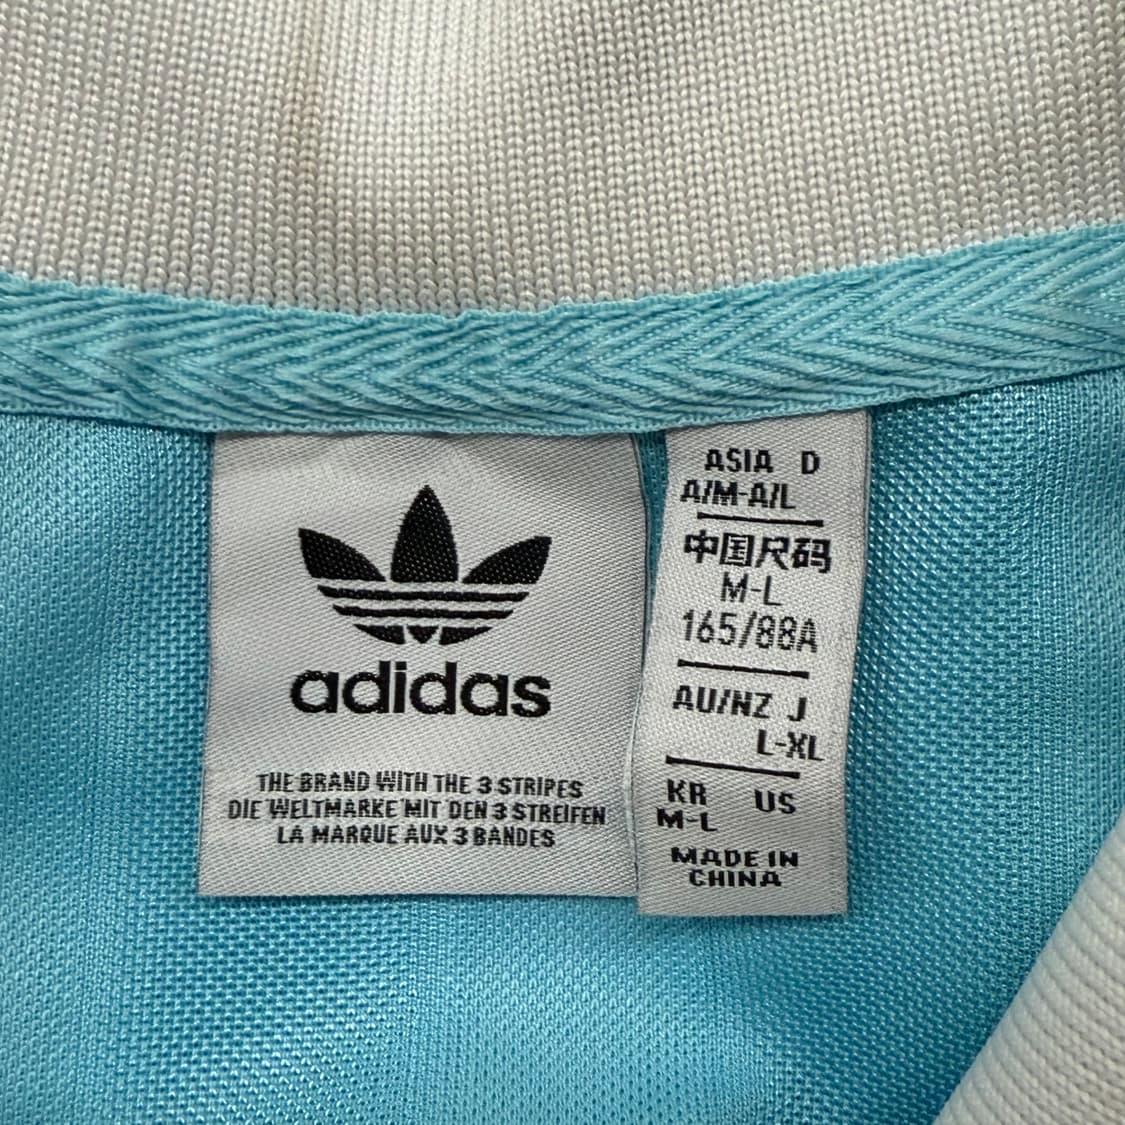 adidas
THE BRAND WITH THE 3 STRIPES
DIE WELTMARKE MIT DEN 3 STREIFEN
LA MARQUE AUX 3 BANDES
ASIA D
A/M-A/L
中国尺码
M-L
165/88A
AU/NZ J
L-XL
KR US
M-L
MADE IN
CHINA